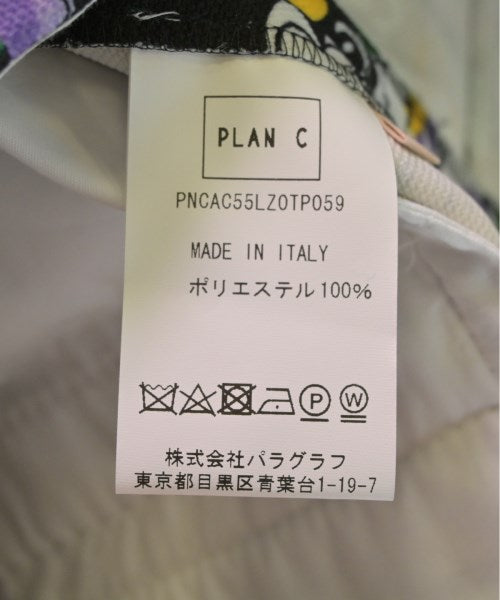 PLAN C
PNCAC55LZ0TP059
MADE IN ITALY
ポリエステル100%
P W
株式会社パラグラフ
東京都目黒区青葉台1-19-7